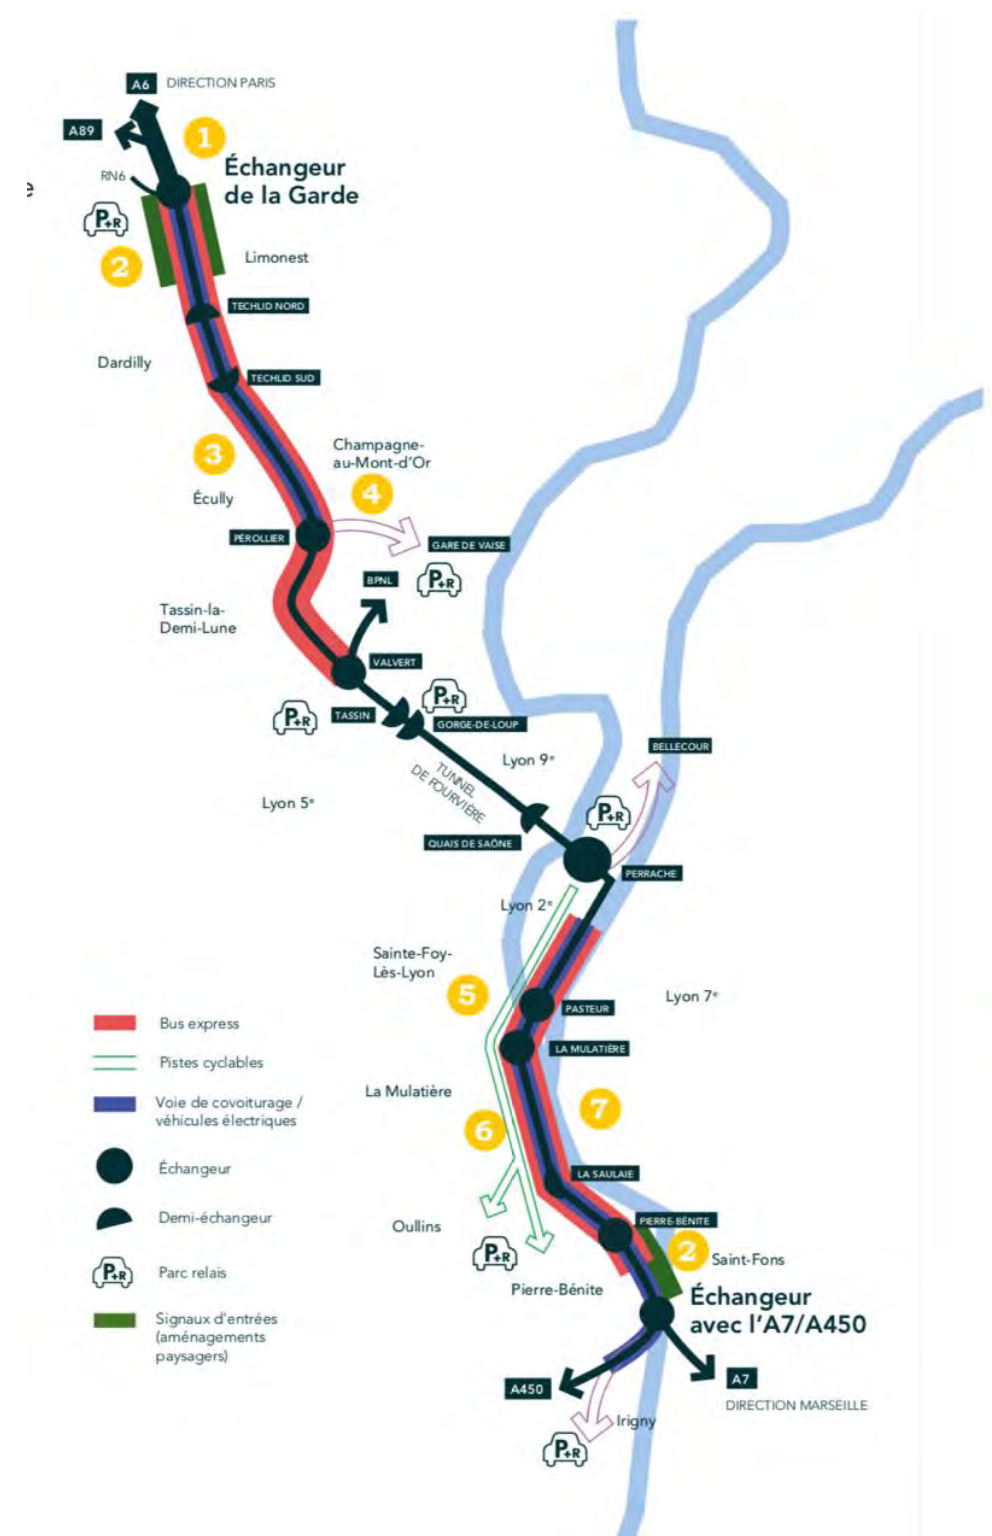 A6 DIRECTION PARIS
A89
1
e
RN6
Échangeur
de la Garde
P+R
2
Limonest
TECHLID NORD
Dardilly
TECHLID SUD
3
Champagne-
au-Mont-d'Or
4
Écully
PÉROLLIER
GARE DE VAISE
BPNL
P+R
Tassin-la-
Demi-Lune
VALVERT
P+R
P+R
TASSIN
GORGE-DE-LOUP
BELLECOUR
Lyon 9e
TUNNEL
DE FOURVIÈRE
Lyon 5e
P+R
QUAIS DE SAÔNE
PERRACHE
Lyon 2e
Sainte-Foy-
Lès-Lyon
5
Lyon 7e
PASTEUR
LA MULATIÈRE
La Mulatière
7
6
LA SAULAIE
Oullins
PIERRE-BÉNITE
P+R
2
Saint-Fons
Pierre-Bénite
Échangeur
avec l'A7/A450
A450
A7
DIRECTION MARSEILLE
Irigny
P+R
Bus express
Pistes cyclables
Voie de covoiturage /
véhicules électriques
Échangeur
Demi-échangeur
P+R
Parc relais
Signaux d'entrées
(aménagements
paysagers)